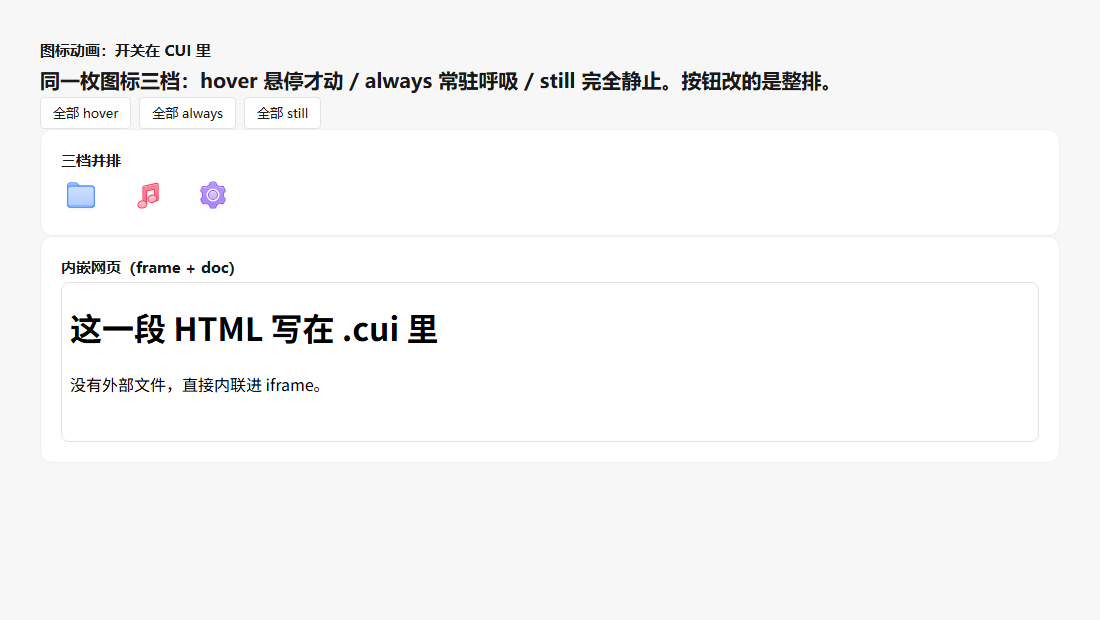 图标动画：开关在 CUI 里
同一枚图标三档：hover 悬停才动 / always 常驻呼吸 / still 完全静止。按钮改的是整排。
全部 hover 全部 always 全部 still
三档并排
内嵌网页（frame + doc）
这一段 HTML 写在 .cui 里
没有外部文件，直接内联进 iframe。